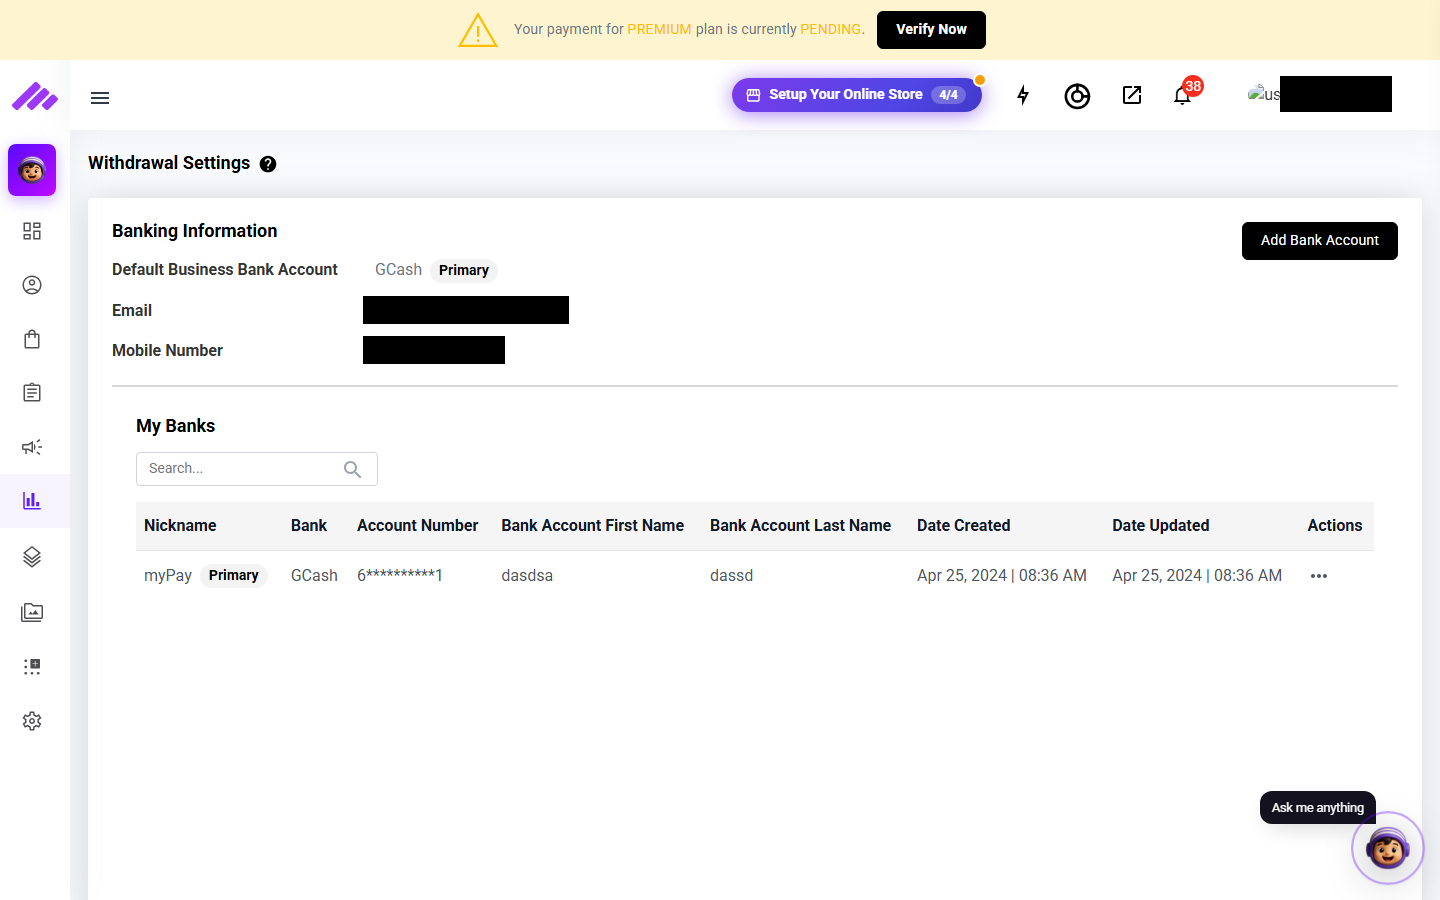 Your payment for PREMIUM plan is currently PENDING. Verify Now
Setup Your Online Store 4/4
38
us
Withdrawal Settings ?
Banking Information
Add Bank Account
Default Business Bank Account GCash Primary
Email
Mobile Number
My Banks
Search...
Nickname Bank Account Number Bank Account First Name Bank Account Last Name Date Created Date Updated Actions
myPay Primary GCash 6**********1 dasdsa dassd Apr 25, 2024 | 08:36 AM Apr 25, 2024 | 08:36 AM
Ask me anything